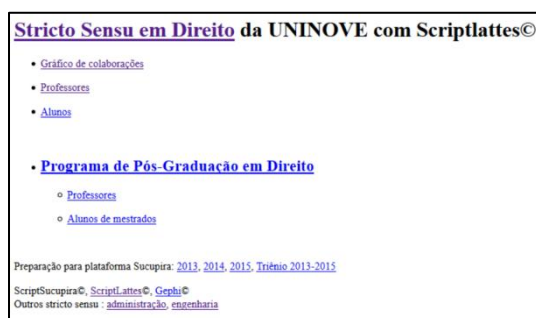 Stricto Sensu em Direito da UNINOVE com Scriptlattes©
Gráfico de colaborações
Professores
Alunos
Programa de Pós-Graduação em Direito
Professores
Alunos de mestrados
Preparação para plataforma Sucupira: 2013, 2014, 2015, Triênio 2013-2015
ScriptSucupira©, ScriptLattes©, Gephi©
Outros stricto sensu : administração, engenharia